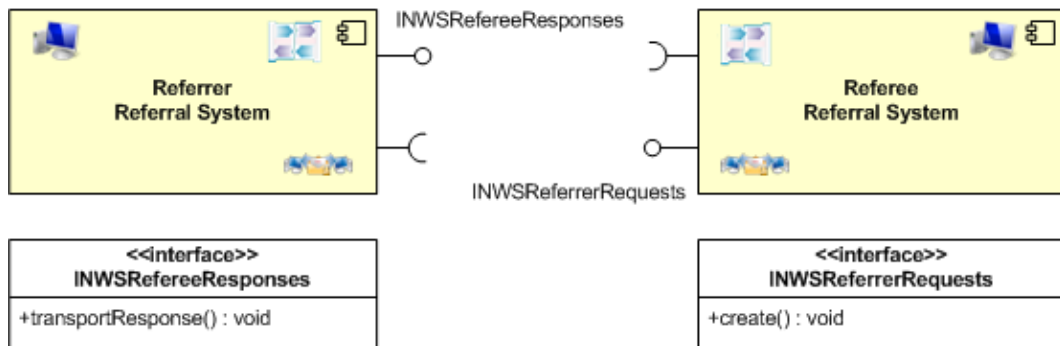 INWSRefereeResponses
Referrer
Referral System
Referee
Referral System
INWSReferrerRequests
<<interface>>
INWSRefereeResponses
+transportResponse() : void
<<interface>>
INWSReferrerRequests
+create() : void